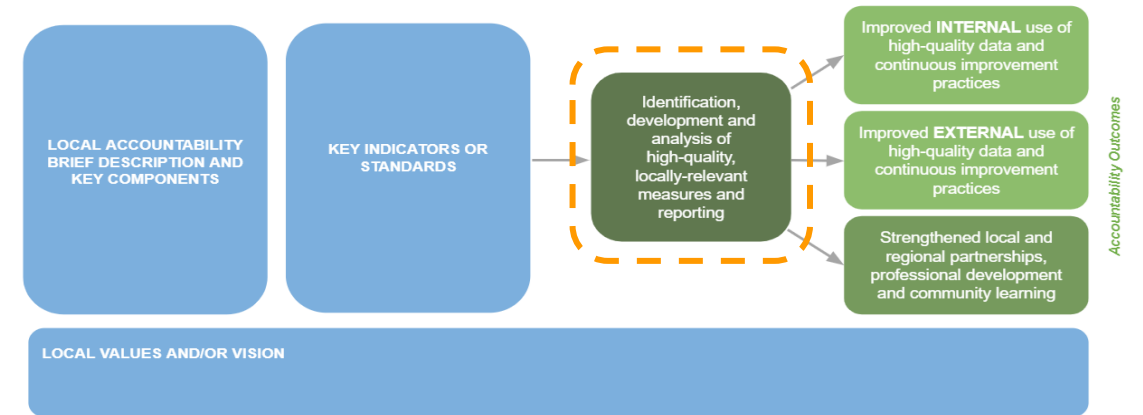 LOCAL ACCOUNTABILITY
BRIEF DESCRIPTION AND
KEY COMPONENTS
KEY INDICATORS OR
STANDARDS
Identification,
development and
analysis of
high-quality,
locally-relevant
measures and
reporting
Improved INTERNAL use of
high-quality data and
continuous improvement
practices
Improved EXTERNAL use of
high-quality data and
continuous improvement
practices
Strengthened local and
regional partnerships,
professional development
and community learning
Accountability Outcomes
LOCAL VALUES AND/OR VISION